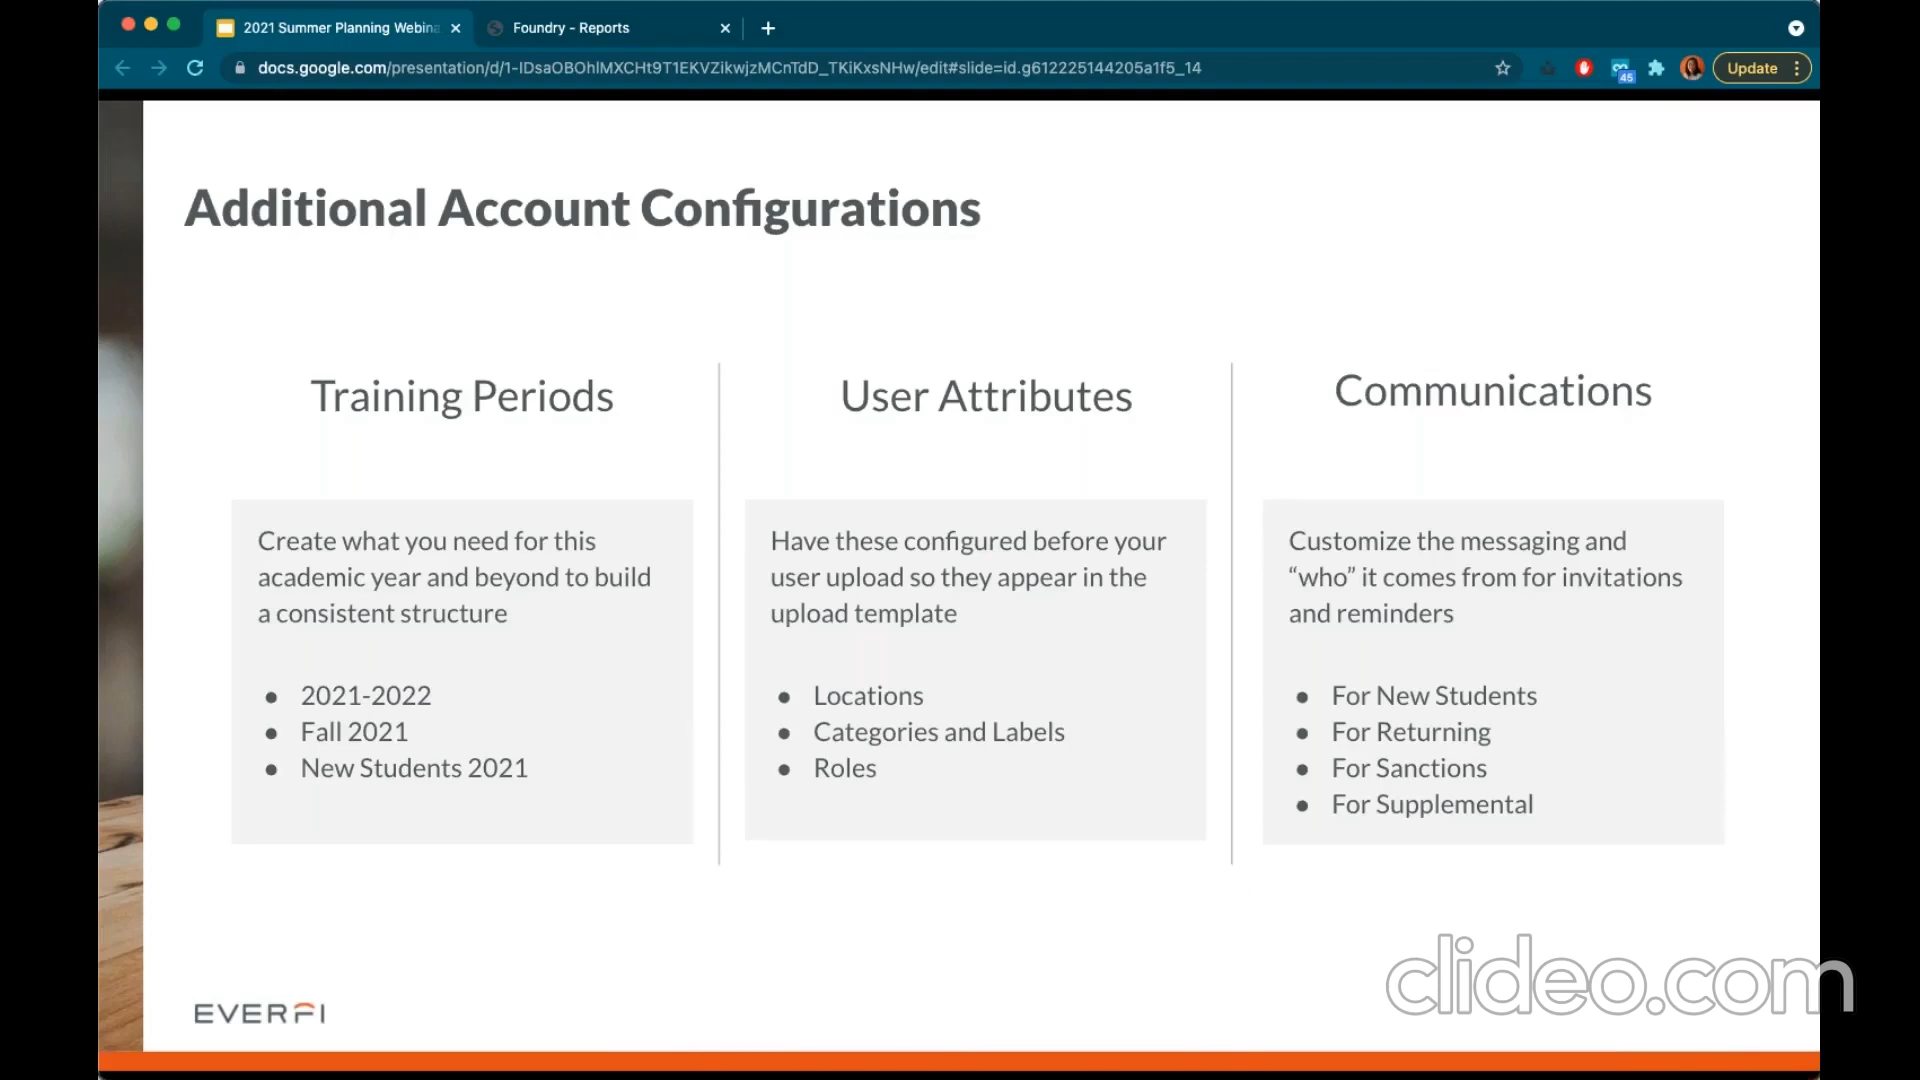 2021 Summer Planning Webina
Foundry - Reports
docs.google.com/presentation/d/1-IDsaOBOhlMXCHt9T1EKVZikwjzMCnTdD_TKiKxsNHw/edit#slide=id.g612225144205a1f5_14
45
Update
Additional Account Configurations
Training Periods
Create what you need for this
academic year and beyond to build
a consistent structure
● 2021-2022
● Fall 2021
● New Students 2021
User Attributes
Have these configured before your
user upload so they appear in the
upload template
● Locations
● Categories and Labels
● Roles
Communications
Customize the messaging and
“who” it comes from for invitations
and reminders
● For New Students
● For Returning
● For Sanctions
● For Supplemental
EVERFI
clideo.com